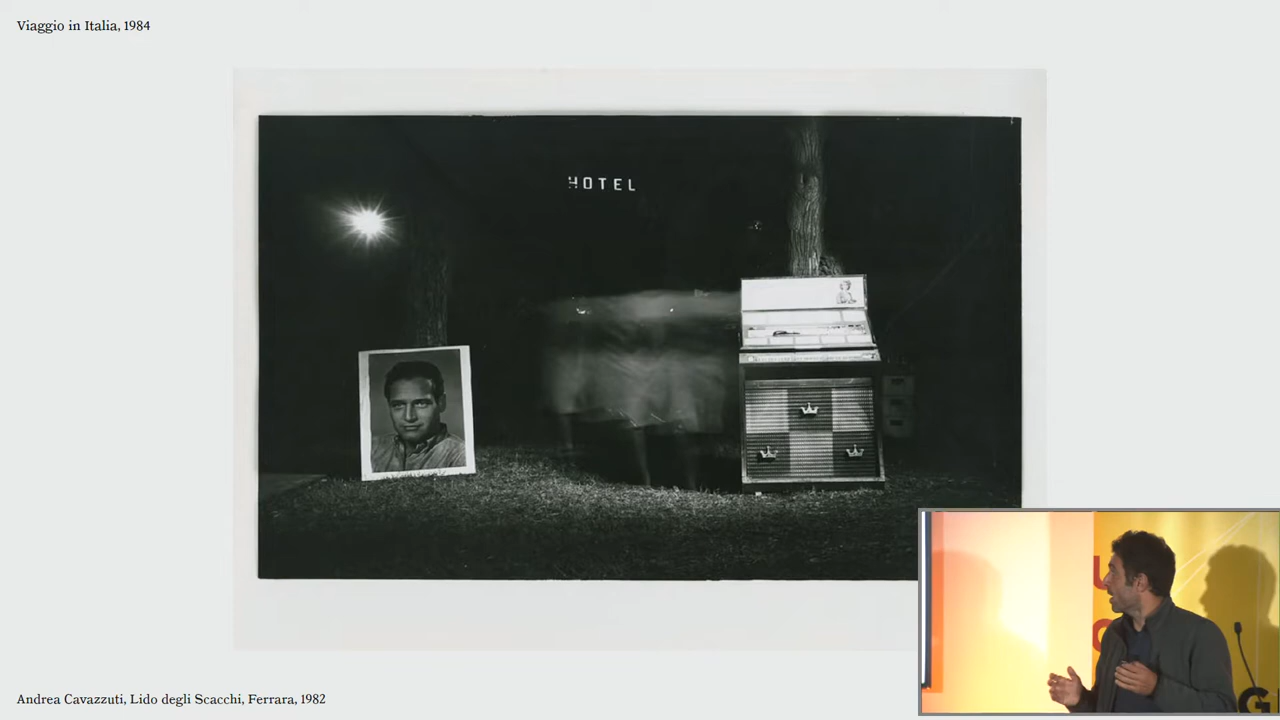 Viaggio in Italia, 1984
HOTEL
Andrea Cavazzuti, Lido degli Scacchi, Ferrara, 1982